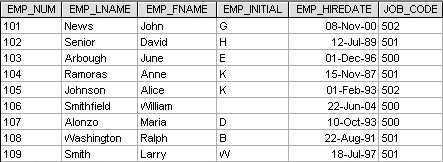 EMP_NUM EMP_LNAME EMP_FNAME EMP_INITIAL EMP_HIREDATE JOB_CODE
101 News John G 08-Nov-00 502
102 Senior David H 12-Jul-89 501
103 Arbough June E 01-Dec-96 500
104 Ramoras Anne K 15-Nov-87 501
105 Johnson Alice K 01-Feb-93 502
106 Smithfield William 22-Jun-04 500
107 Alonzo Maria D 10-Oct-93 500
108 Washington Ralph B 22-Aug-91 501
109 Smith Larry W 18-Jul-97 501